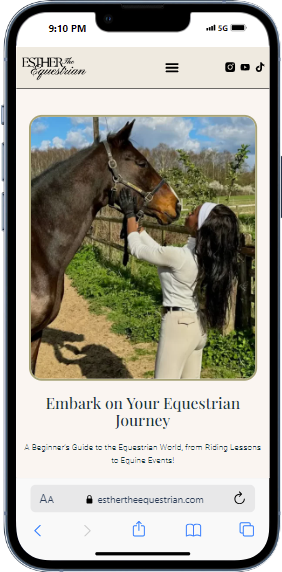 9:10 PM
5G
ESTHER The
Equestrian
Embark on Your Equestrian
Journey
A Beginner's Guide to the Equestrian World, from Riding Lessons
to Equine Events!
AA
esthertheequestrian.com